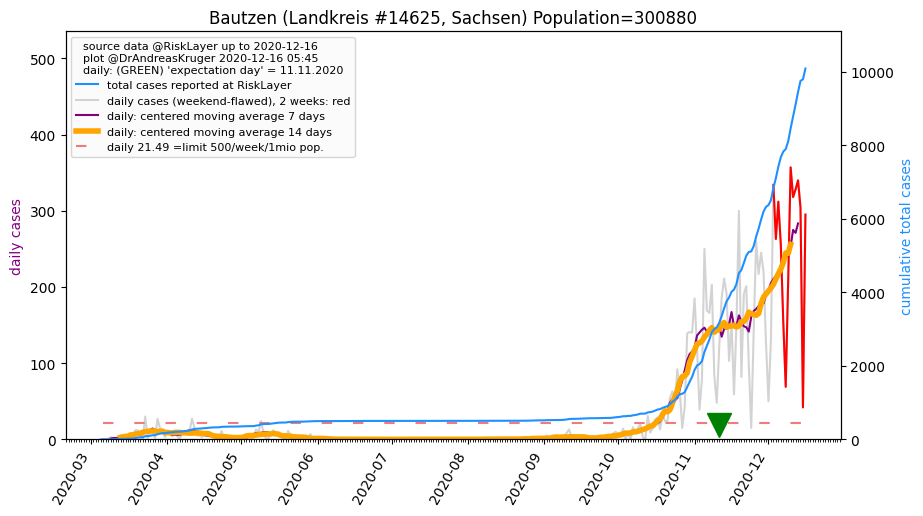 Bautzen (Landkreis #14625, Sachsen) Population=300880
source data @RiskLayer up to 2020-12-16
plot @DrAndreasKruger 2020-12-16 05:45
daily: (GREEN) 'expectation day' = 11.11.2020
total cases reported at RiskLayer
daily cases (weekend-flawed), 2 weeks: red
daily: centered moving average 7 days
daily: centered moving average 14 days
daily 21.49 =limit 500/week/1mio pop.
daily cases
500
400
300
200
100
0
cumulative total cases
10000
8000
6000
4000
2000
0
2020-03
2020-04
2020-05
2020-06
2020-07
2020-08
2020-09
2020-10
2020-11
2020-12